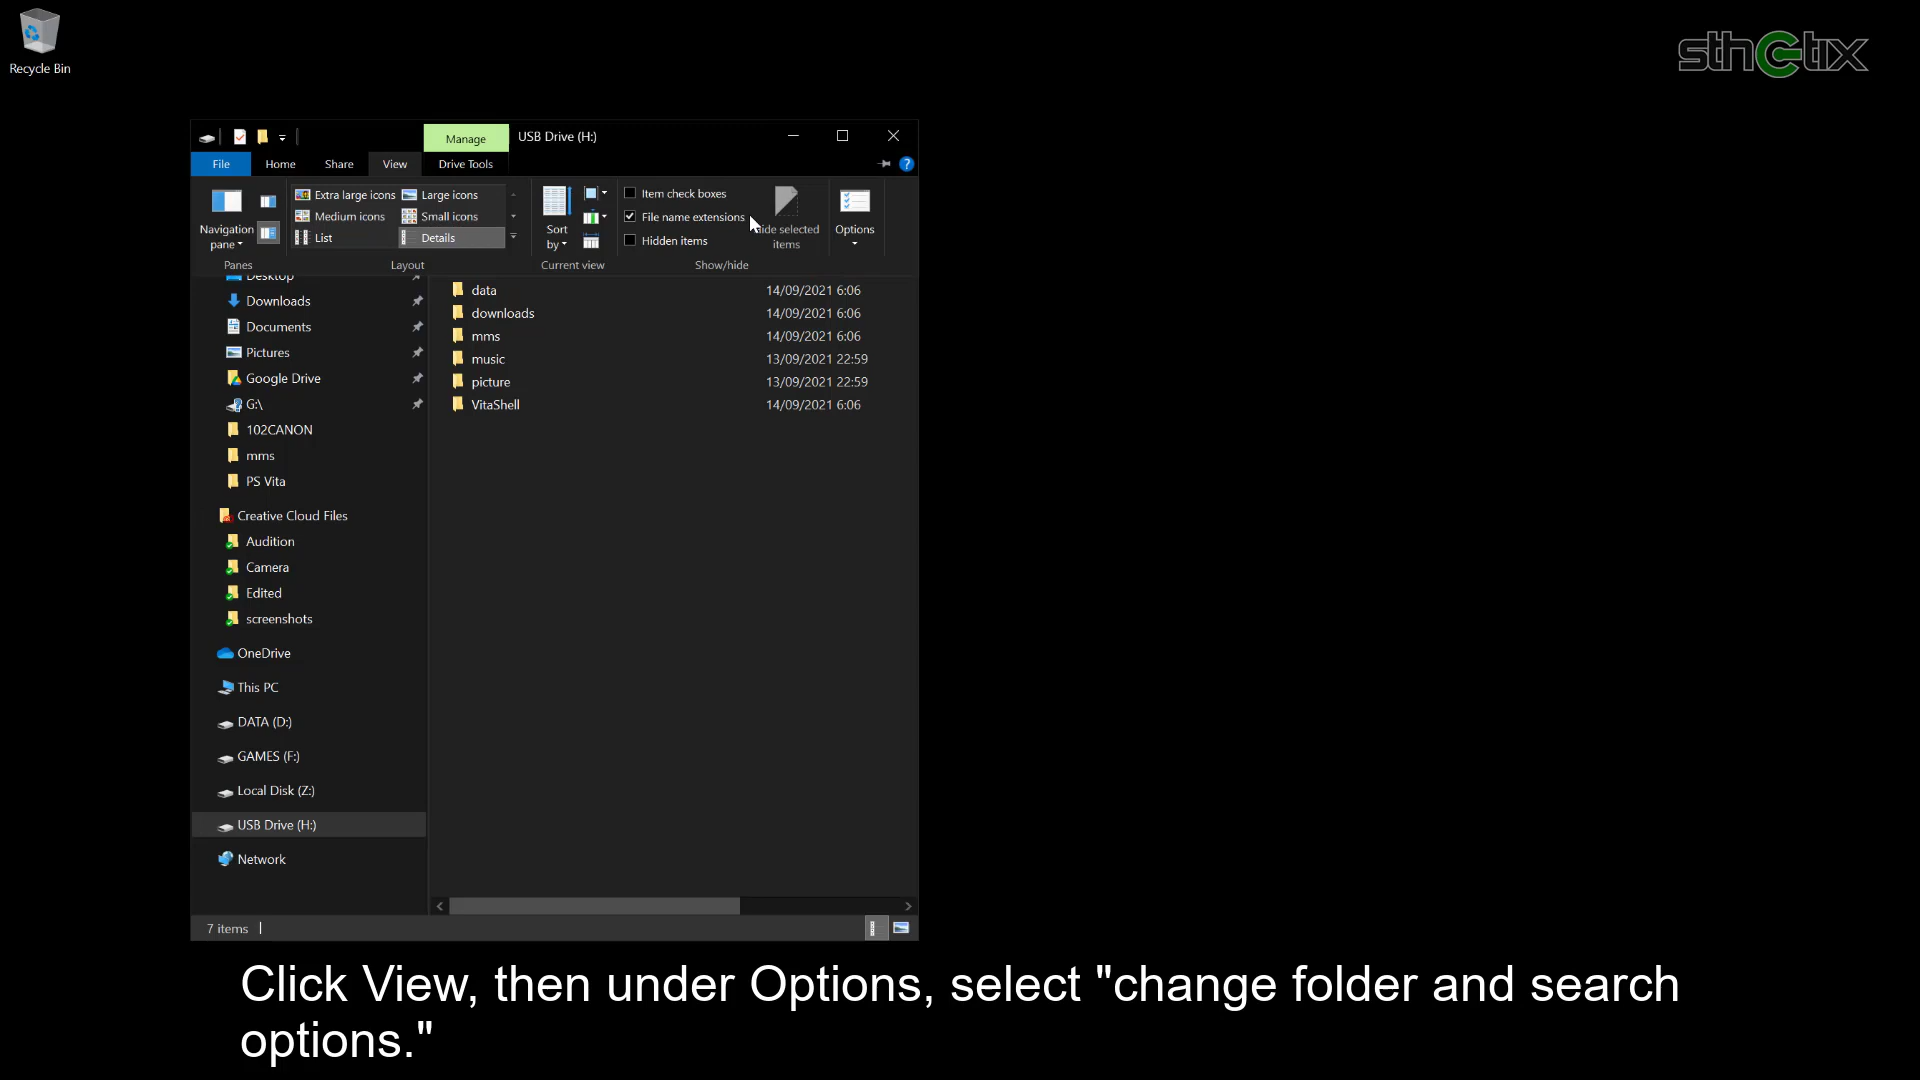 Recycle Bin
sthetix
Manage
USB Drive (H:)
File
Home
Share
View
Drive Tools
Extra large icons
Large icons
Medium icons
Small icons
List
Details
Navigation
pane
Sort
by
Item check boxes
File name extensions
Hidden items
selected
items
Options
Panes
Layout
Current view
Show/hide
Desktop
Downloads
Documents
Pictures
Google Drive
G:\
102CANON
mms
PS Vita
Creative Cloud Files
Audition
Camera
Edited
screenshots
OneDrive
This PC
DATA (D:)
GAMES (F:)
Local Disk (Z:)
USB Drive (H:)
Network
data 14/09/2021 6:06
downloads 14/09/2021 6:06
mms 14/09/2021 6:06
music 13/09/2021 22:59
picture 13/09/2021 22:59
VitaShell 14/09/2021 6:06
7 items
Click View, then under Options, select "change folder and search
options."